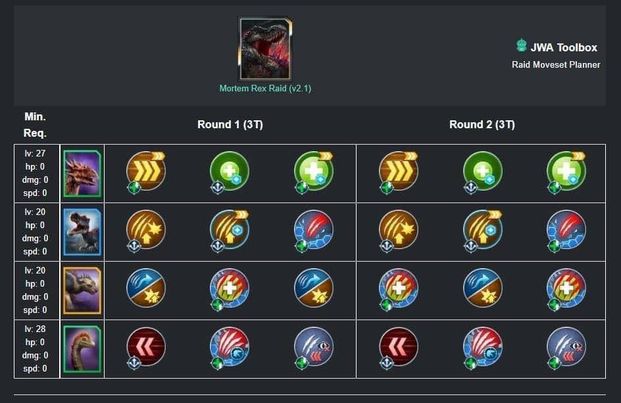 JWA Toolbox
Raid Moveset Planner
Mortem Rex Raid (v2.1)
Min.
Req.
Round 1 (3T)
Round 2 (3T)
lv: 27
hp: 0
dmg: 0
spd: 0
lv: 20
hp: 0
dmg: 0
spd: 0
lv: 20
hp: 0
dmg: 0
spd: 0
lv: 28
hp: 0
dmg: 0
spd: 0